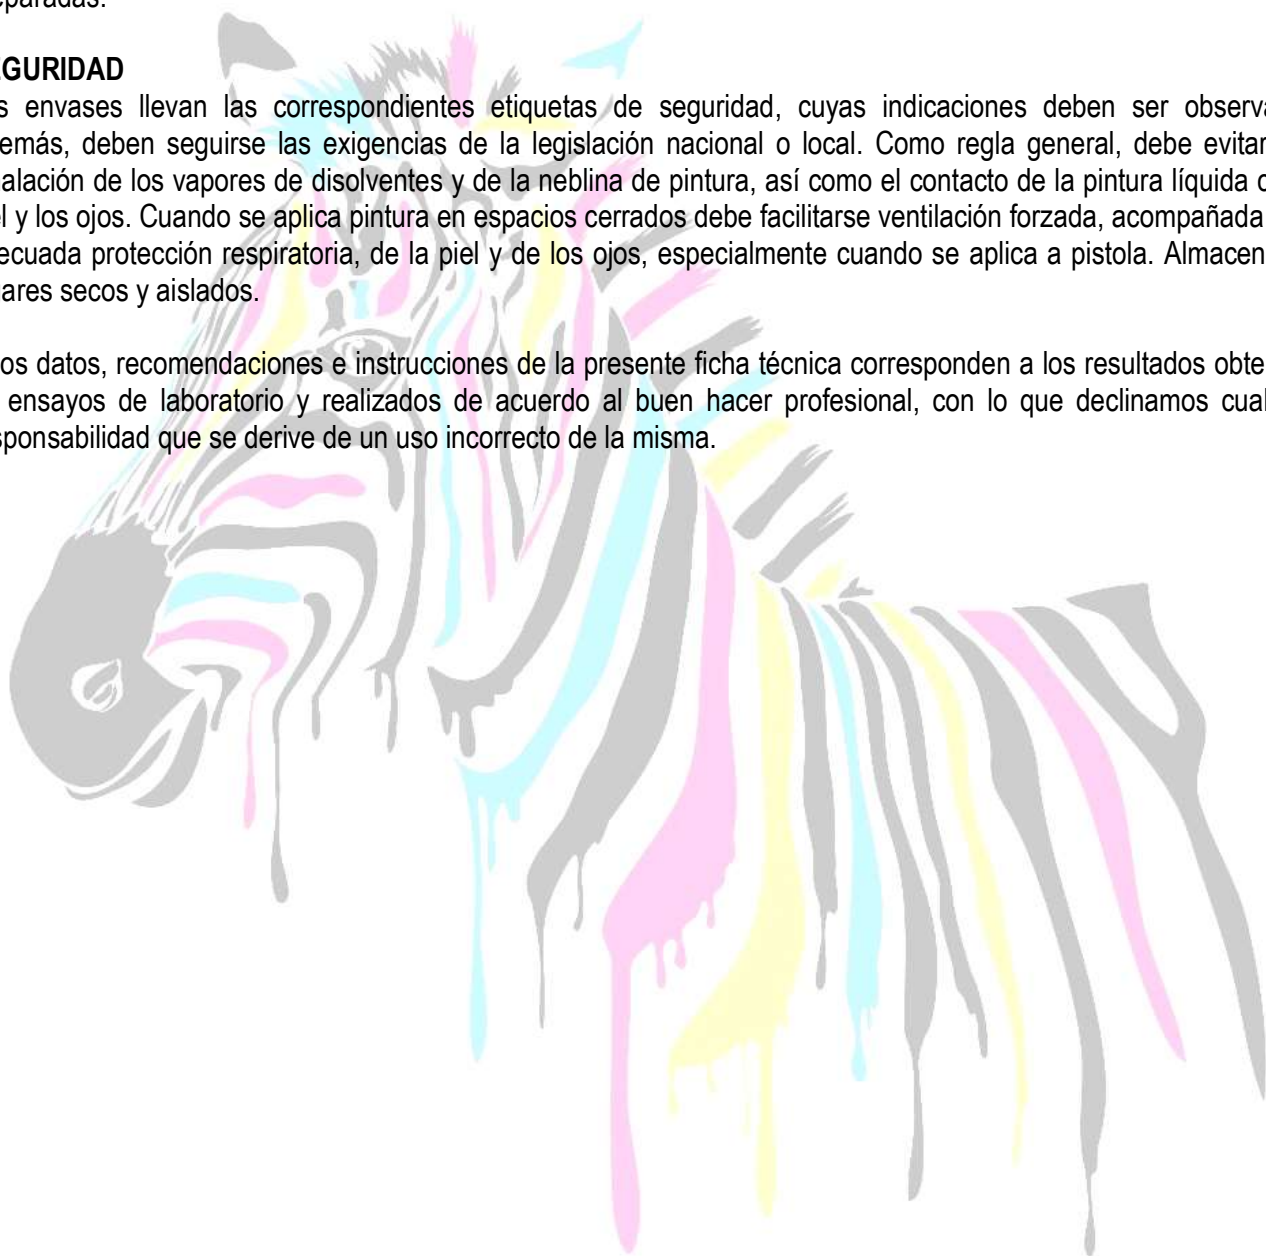 eparadas.
EGURIDAD
s envases llevan las correspondientes etiquetas de seguridad, cuyas indicaciones deben ser observa
emás, deben seguirse las exigencias de la legislación nacional o local. Como regla general, debe evitar
alación de los vapores de disolventes y de la neblina de pintura, así como el contacto de la pintura líquida c
el y los ojos. Cuando se aplica pintura en espacios cerrados debe facilitarse ventilación forzada, acompañada
ecuada protección respiratoria, de la piel y de los ojos, especialmente cuando se aplica a pistola. Almacen
ares secos y aislados.
os datos, recomendaciones e instrucciones de la presente ficha técnica corresponden a los resultados obte
ensayos de laboratorio y realizados de acuerdo al buen hacer profesional, con lo que declinamos cual
sponsabilidad que se derive de un uso incorrecto de la misma.